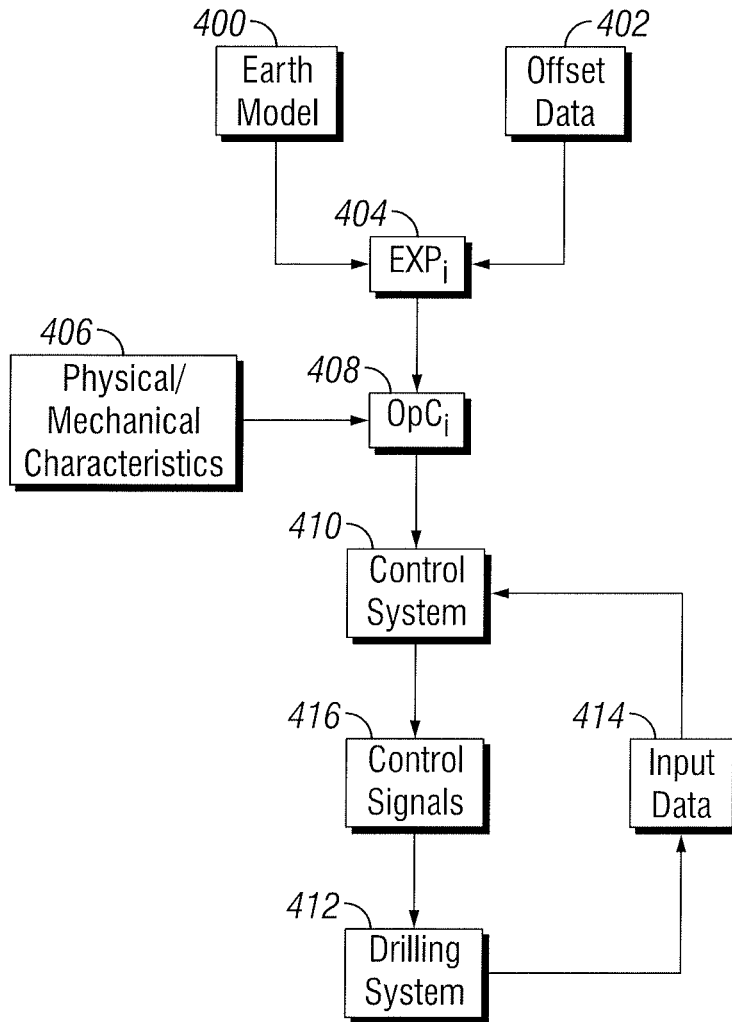 400
Earth
Model
402
Offset
Data
404
EXPi
406
Physical/
Mechanical
Characteristics
408
OpCi
410
Control
System
416
Control
Signals
414
Input
Data
412
Drilling
System